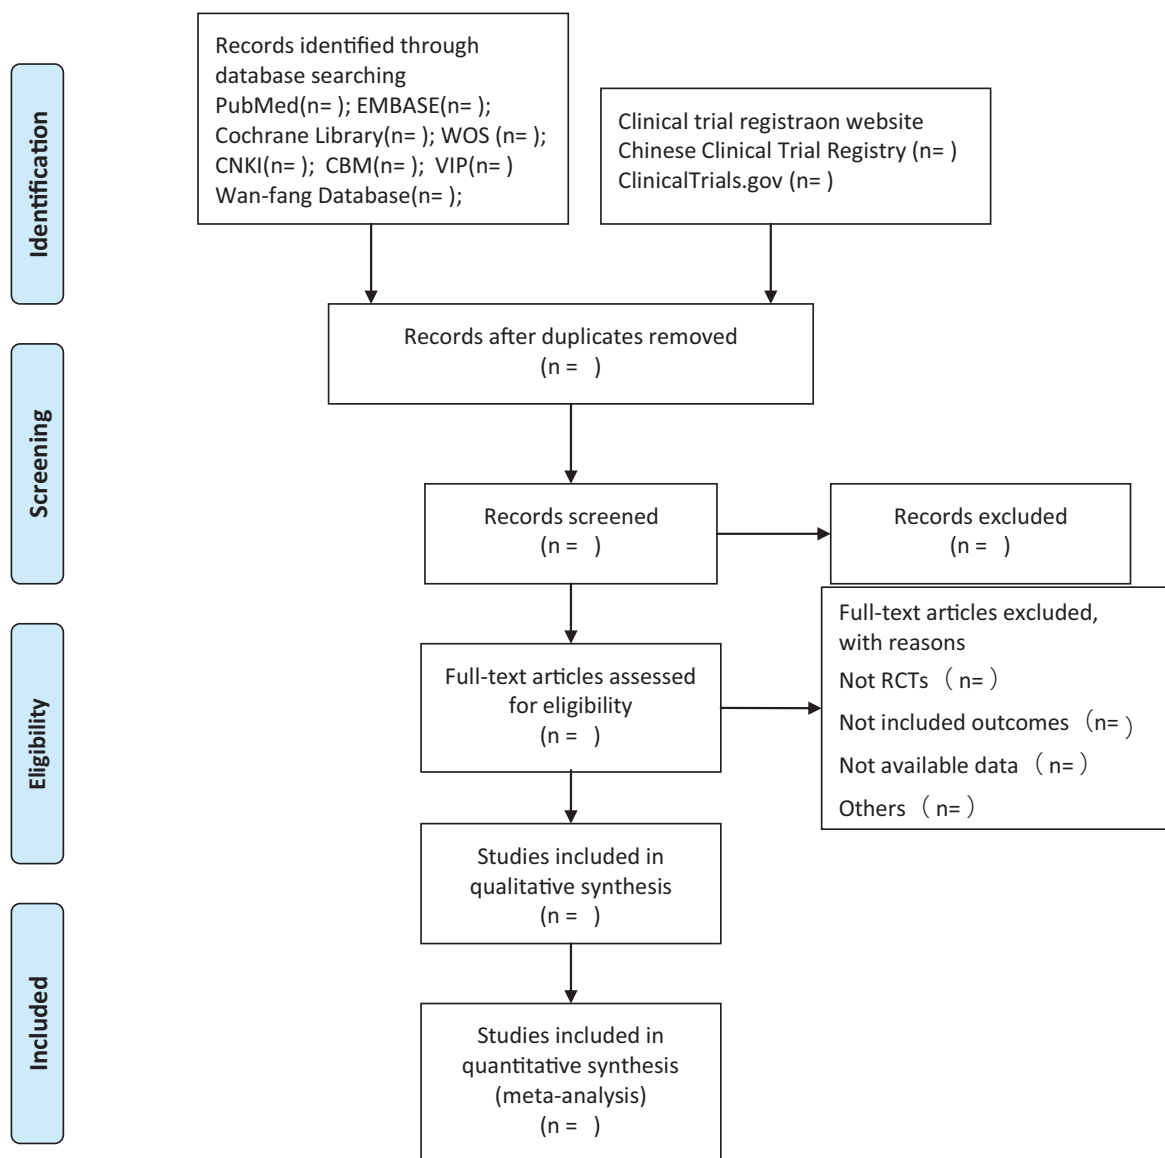 Identification
Records identified through
database searching
PubMed(n= ); EMBASE(n= );
Cochrane Library(n= ); WOS (n= );
CNKI(n= );  CBM(n= );  VIP(n= )
Wan-fang Database(n= );
Clinical trial registraon website
Chinese Clinical Trial Registry (n= )
ClinicalTrials.gov (n= )
Records after duplicates removed
(n =   )
Screening
Records screened
(n =   )
Records excluded
(n =   )
Eligibility
Full-text articles assessed
for eligibility
(n =   )
Full-text articles excluded,
with reasons
Not RCTs （ n= ）
Not included outcomes （n= ）
Not available data （ n= ）
Others （ n= ）
Studies included in
qualitative synthesis
(n =   )
Included
Studies included in
quantitative synthesis
(meta-analysis)
(n =   )